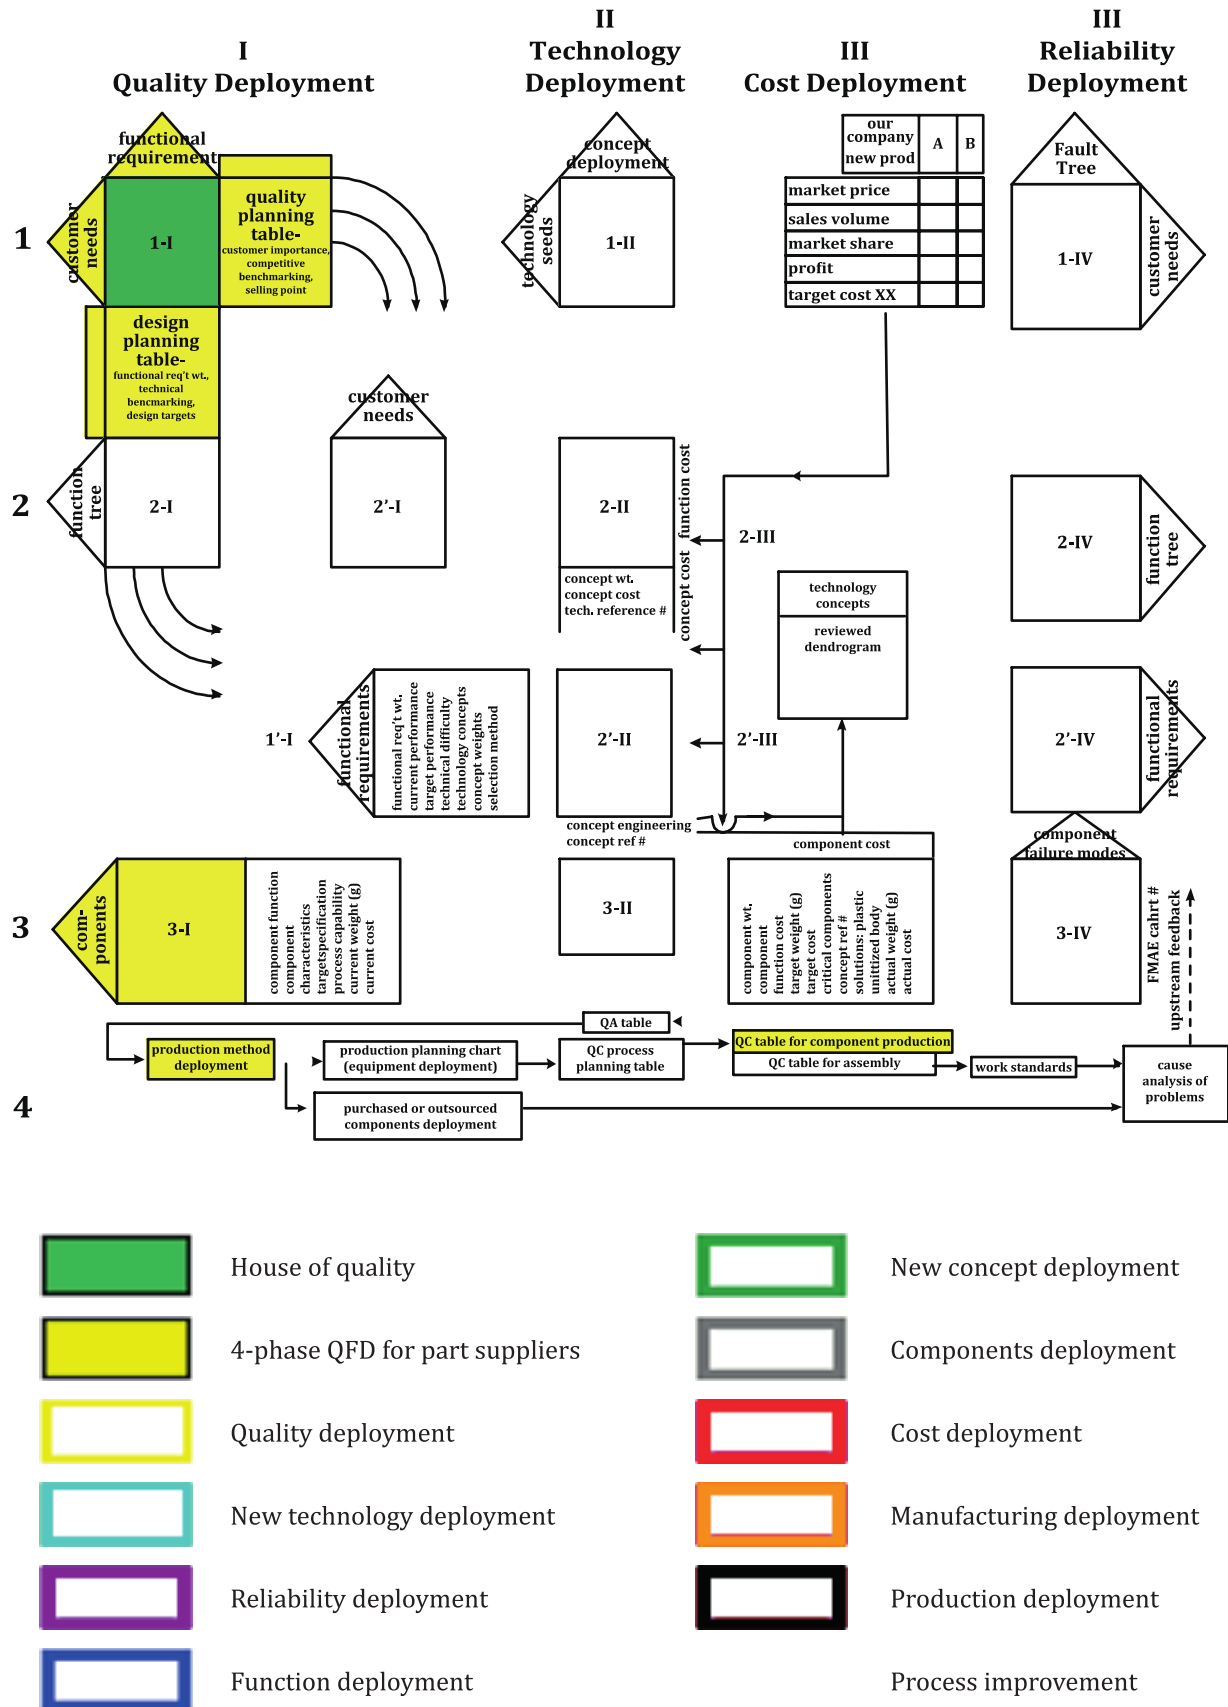 I
Quality Deployment
II
Technology
Deployment
III
Cost Deployment
III
Reliability
Deployment
1
functional
requirement
customer
needs
1-I
quality
planning
table-
customer importance,
competitive
benchmarking,
selling point
design
planning
table-
functional req't wt.,
technical
bencmarking,
design targets
concept
deployment
technology
seeds
1-II
our
company
new prod
A
B
market price
sales volume
market share
profit
target cost XX
Fault
Tree
1-IV
customer
needs
2
function
tree
2-I
customer
needs
2'-I
2-II
function cost
concept cost
concept wt.
concept cost
tech. reference #
2-III
technology
concepts
reviewed
dendrogram
2-IV
function
tree
1'-I
functional
requirements
functional req't wt.
current performance
target performance
technical difficulty
technology concepts
concept weights
selection method
2'-II
2'-III
2'-IV
functional
requirements
concept engineering
concept ref #
component cost
component
failure modes
3
com-
ponents
3-I
component function
component
characteristics
targetspecification
process capability
current weight (g)
current cost
3-II
component wt.
component
function cost
target weight (g)
target cost
critical components
concept ref #
solutions: plastic
unittized body
actual weight (g)
actual cost
3-IV
FMAE cahrt #
upstream feedback
4
QA table
production method
deployment
production planning chart
(equipment deployment)
QC process
planning table
QC table for component production
QC table for assembly
work standards
cause
analysis of
problems
purchased or outsourced
components deployment
House of quality
4-phase QFD for part suppliers
Quality deployment
New technology deployment
Reliability deployment
Function deployment
New concept deployment
Components deployment
Cost deployment
Manufacturing deployment
Production deployment
Process improvement